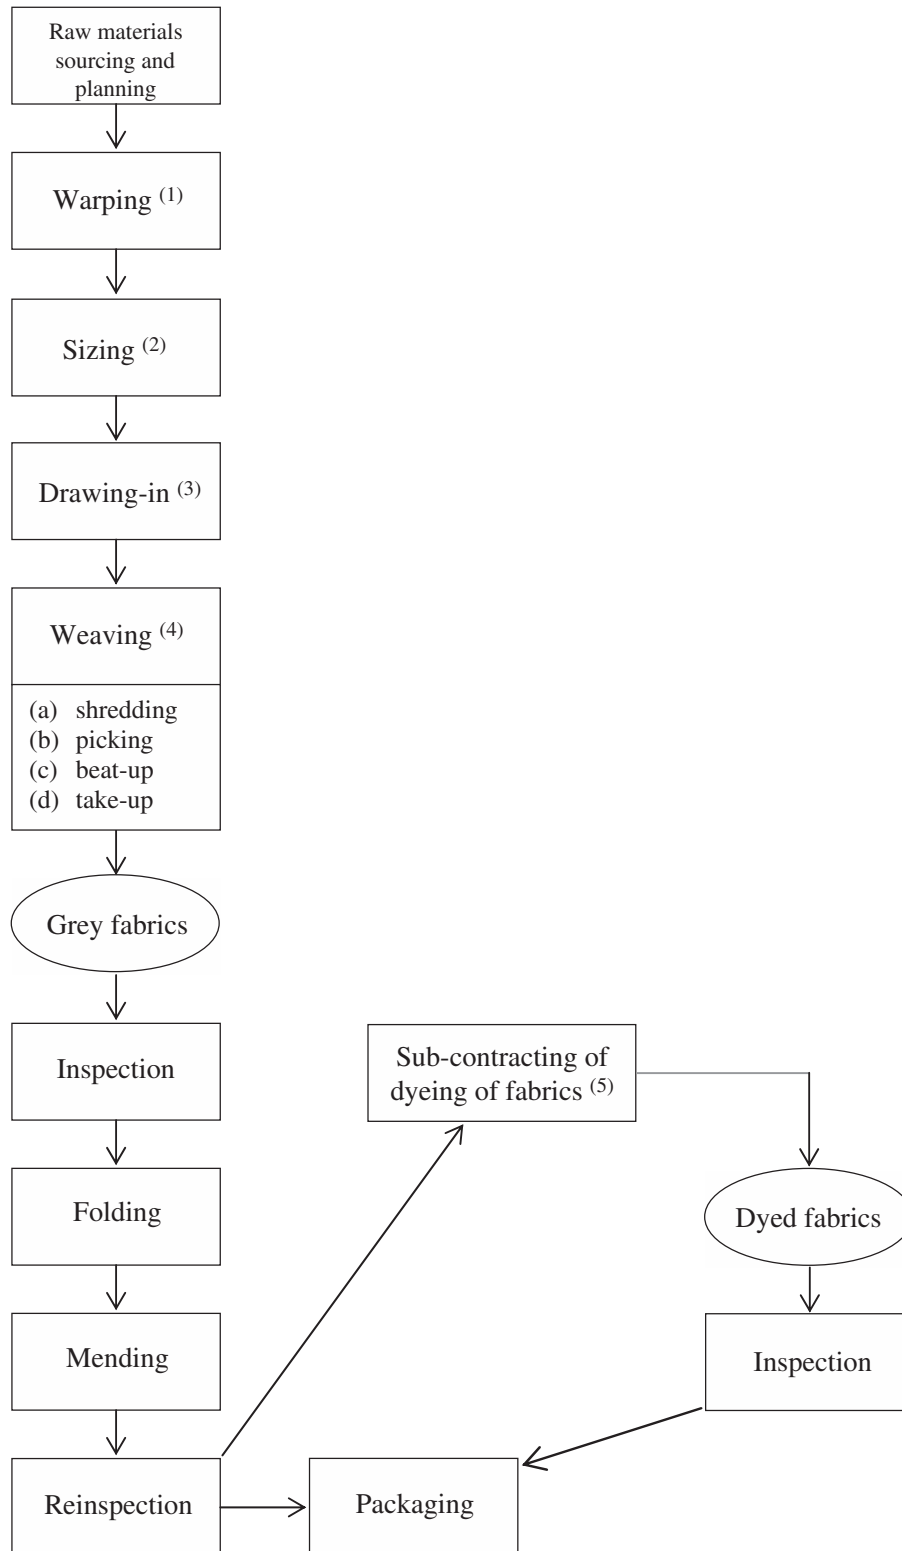 Raw materials
sourcing and
planning
Warping (1)
Sizing (2)
Drawing-in (3)
Weaving (4)
(a) shredding
(b) picking
(c) beat-up
(d) take-up
Grey fabrics
Inspection
Folding
Mending
Reinspection
Sub-contracting of
dyeing of fabrics (5)
Dyed fabrics
Inspection
Packaging